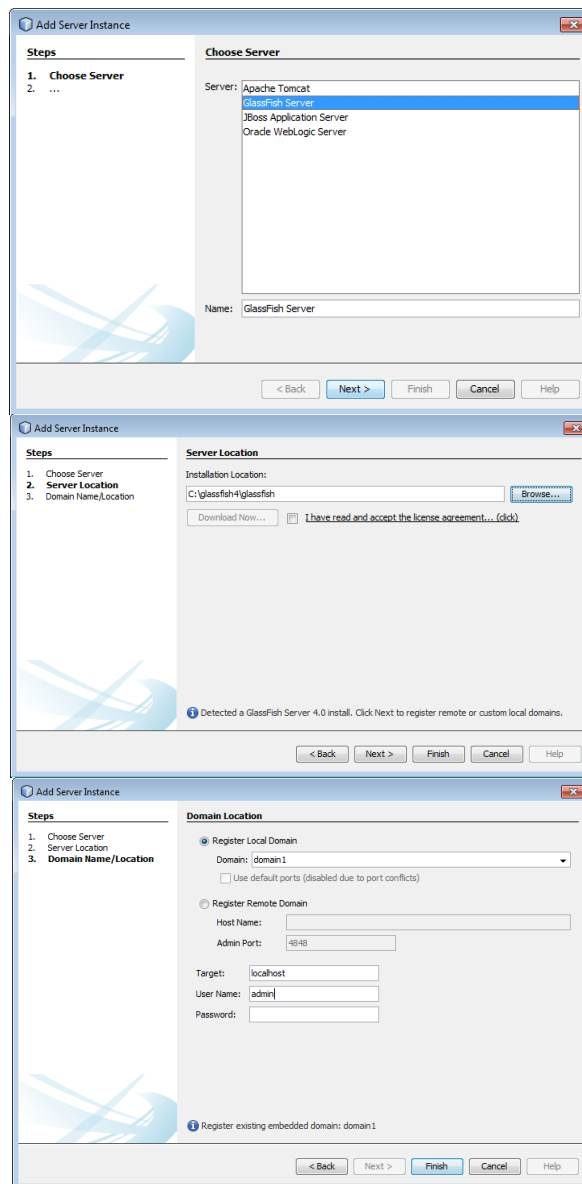 Add Server Instance
Steps
1. Choose Server
2. ...
Choose Server
Server:
Apache Tomcat
GlassFish Server
JBoss Application Server
Oracle WebLogic Server
Name: GlassFish Server
< Back Next > Finish Cancel Help
Add Server Instance
Steps
1. Choose Server
2. Server Location
3. Domain Name/Location
Server Location
Installation Location:
C:\glassfish4\glassfish Browse...
Download Now... I have read and accept the license agreement... (click)
Detected a GlassFish Server 4.0 install. Click Next to register remote or custom local domains.
< Back Next > Finish Cancel Help
Add Server Instance
Steps
1. Choose Server
2. Server Location
3. Domain Name/Location
Domain Location
Register Local Domain
Domain: domain1
Use default ports (disabled due to port conflicts)
Register Remote Domain
Host Name:
Admin Port: 4848
Target: localhost
User Name: admin
Password:
Register existing embedded domain: domain1
< Back Next > Finish Cancel Help